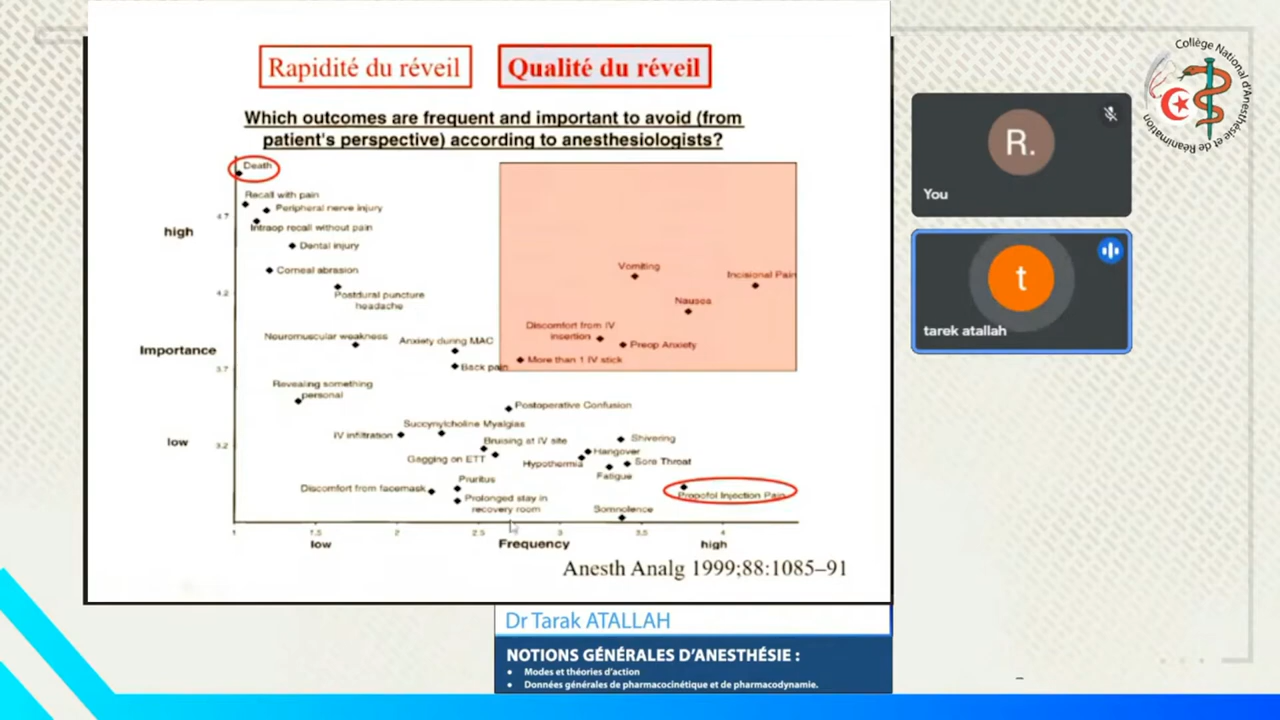 Rapidité du réveil
Qualité du réveil
Which outcomes are frequent and important to avoid (from
patient's perspective) according to anesthesiologists?
Death
Recall with pain
Peripheral nerve injury
4.7
Intraop recall without pain
high
Dental injury
Corneal abrasion
4.2
Postdural puncture
headache
Vomiting
Incisional Pain
Nausea
Discomfort from IV
insertion
Preop Anxiety
More than 1 IV stick
Neuromuscular weakness
Anxiety during MAC
Importance
3.7
Back pain
Revealing something
personal
Postoperative Confusion
Succynylcholine Myalgias
IV infiltration
low
3.2
Bruising at IV site
Shivering
Gagging on ETT
Hangover
Hypothermia
Sore Throat
Fatigue
Pruritus
Discomfort from facemask
Prolonged stay in
recovery room
Propofol Injection Pain
Somnolence
1
1.5
2
2.5
3
3.5
4
low
Frequency
high
Anesth Analg 1999;88:1085–91
Dr Tarak ATALLAH
NOTIONS GÉNÉRALES D'ANESTHÉSIE :
• Modes et théories d'action
• Données générales de pharmacocinétique et de pharmacodynamie.
R.
You
t
tarek atallah
Collège National d'Anesthésie et de Réanimation